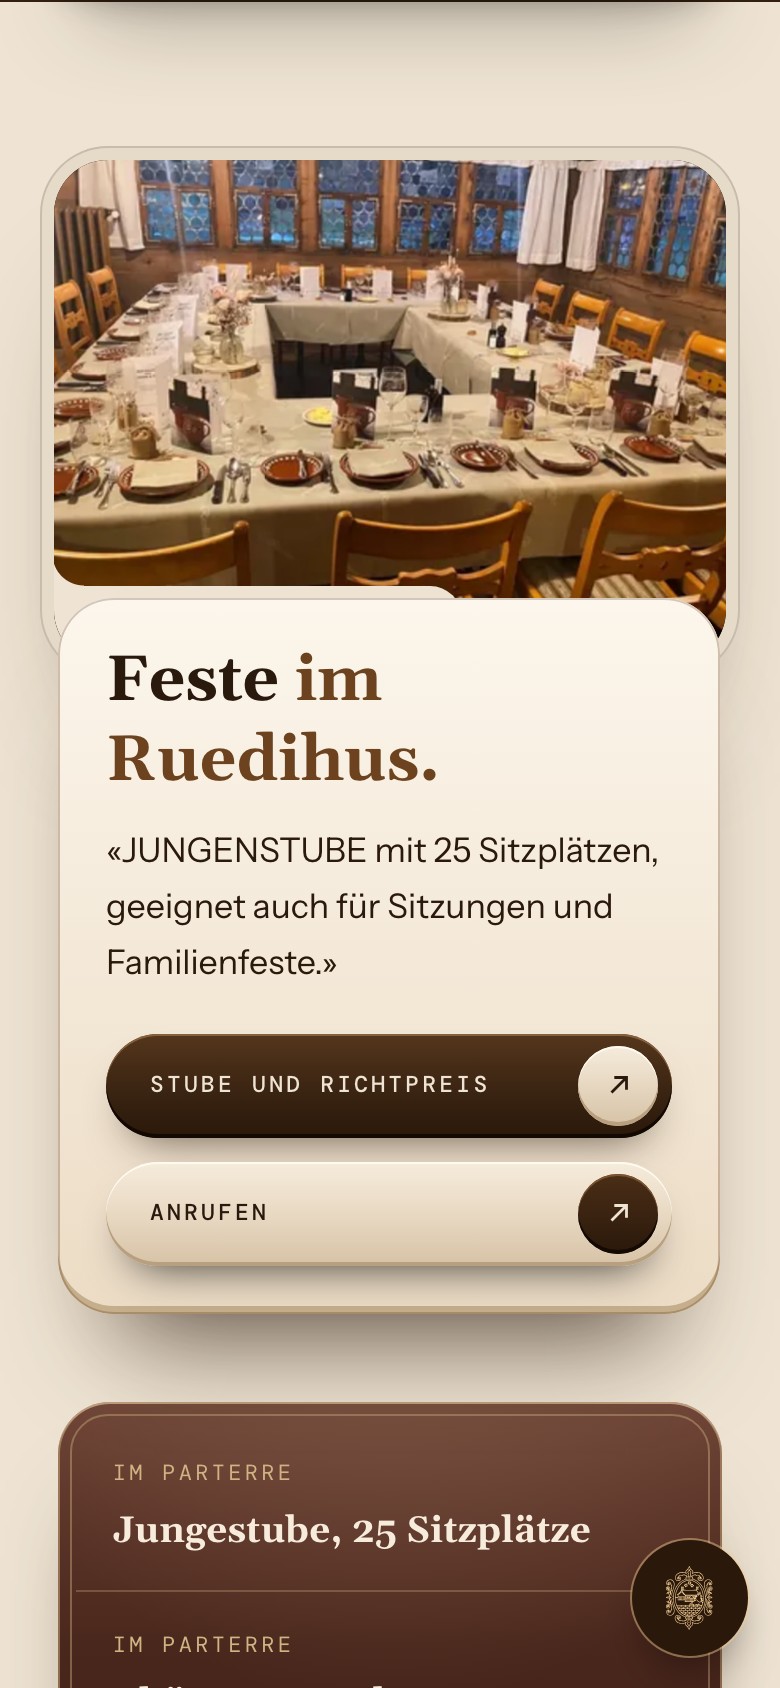 Feste im
Ruedihus.
«JUNGENSTUBE mit 25 Sitzplätzen,
geeignet auch für Sitzungen und
Familienfeste.»
STUBE UND RICHTPREIS
ANRUFEN
IM PARTERRE
Jungestube, 25 Sitzplätze
IM PARTERRE